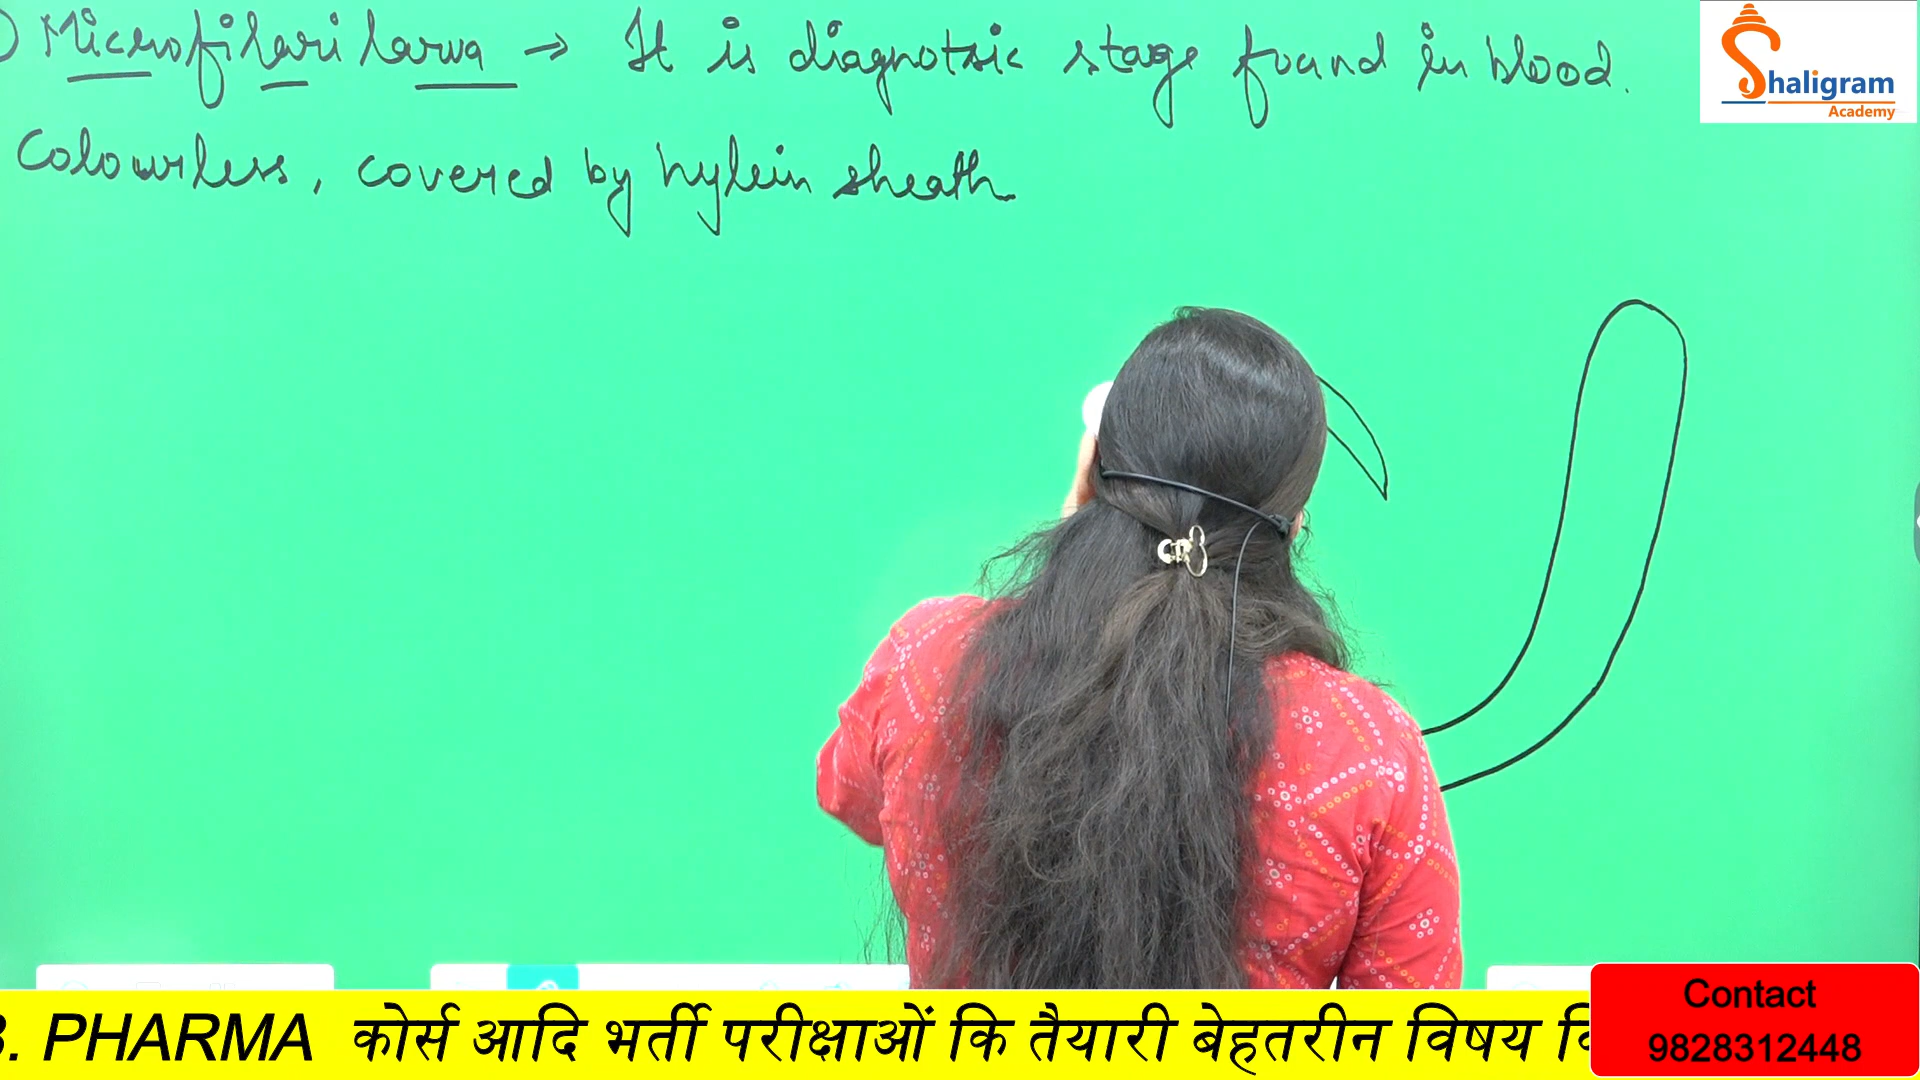 ) Microfilari larva → It is diagnotsic stage found in blood.
Colourless, covered by hylein sheath
Shaligram
Academy
B. PHARMA कोर्स आदि भर्ती परीक्षाओं कि तैयारी बेहतरीन विषय
Contact
9828312448